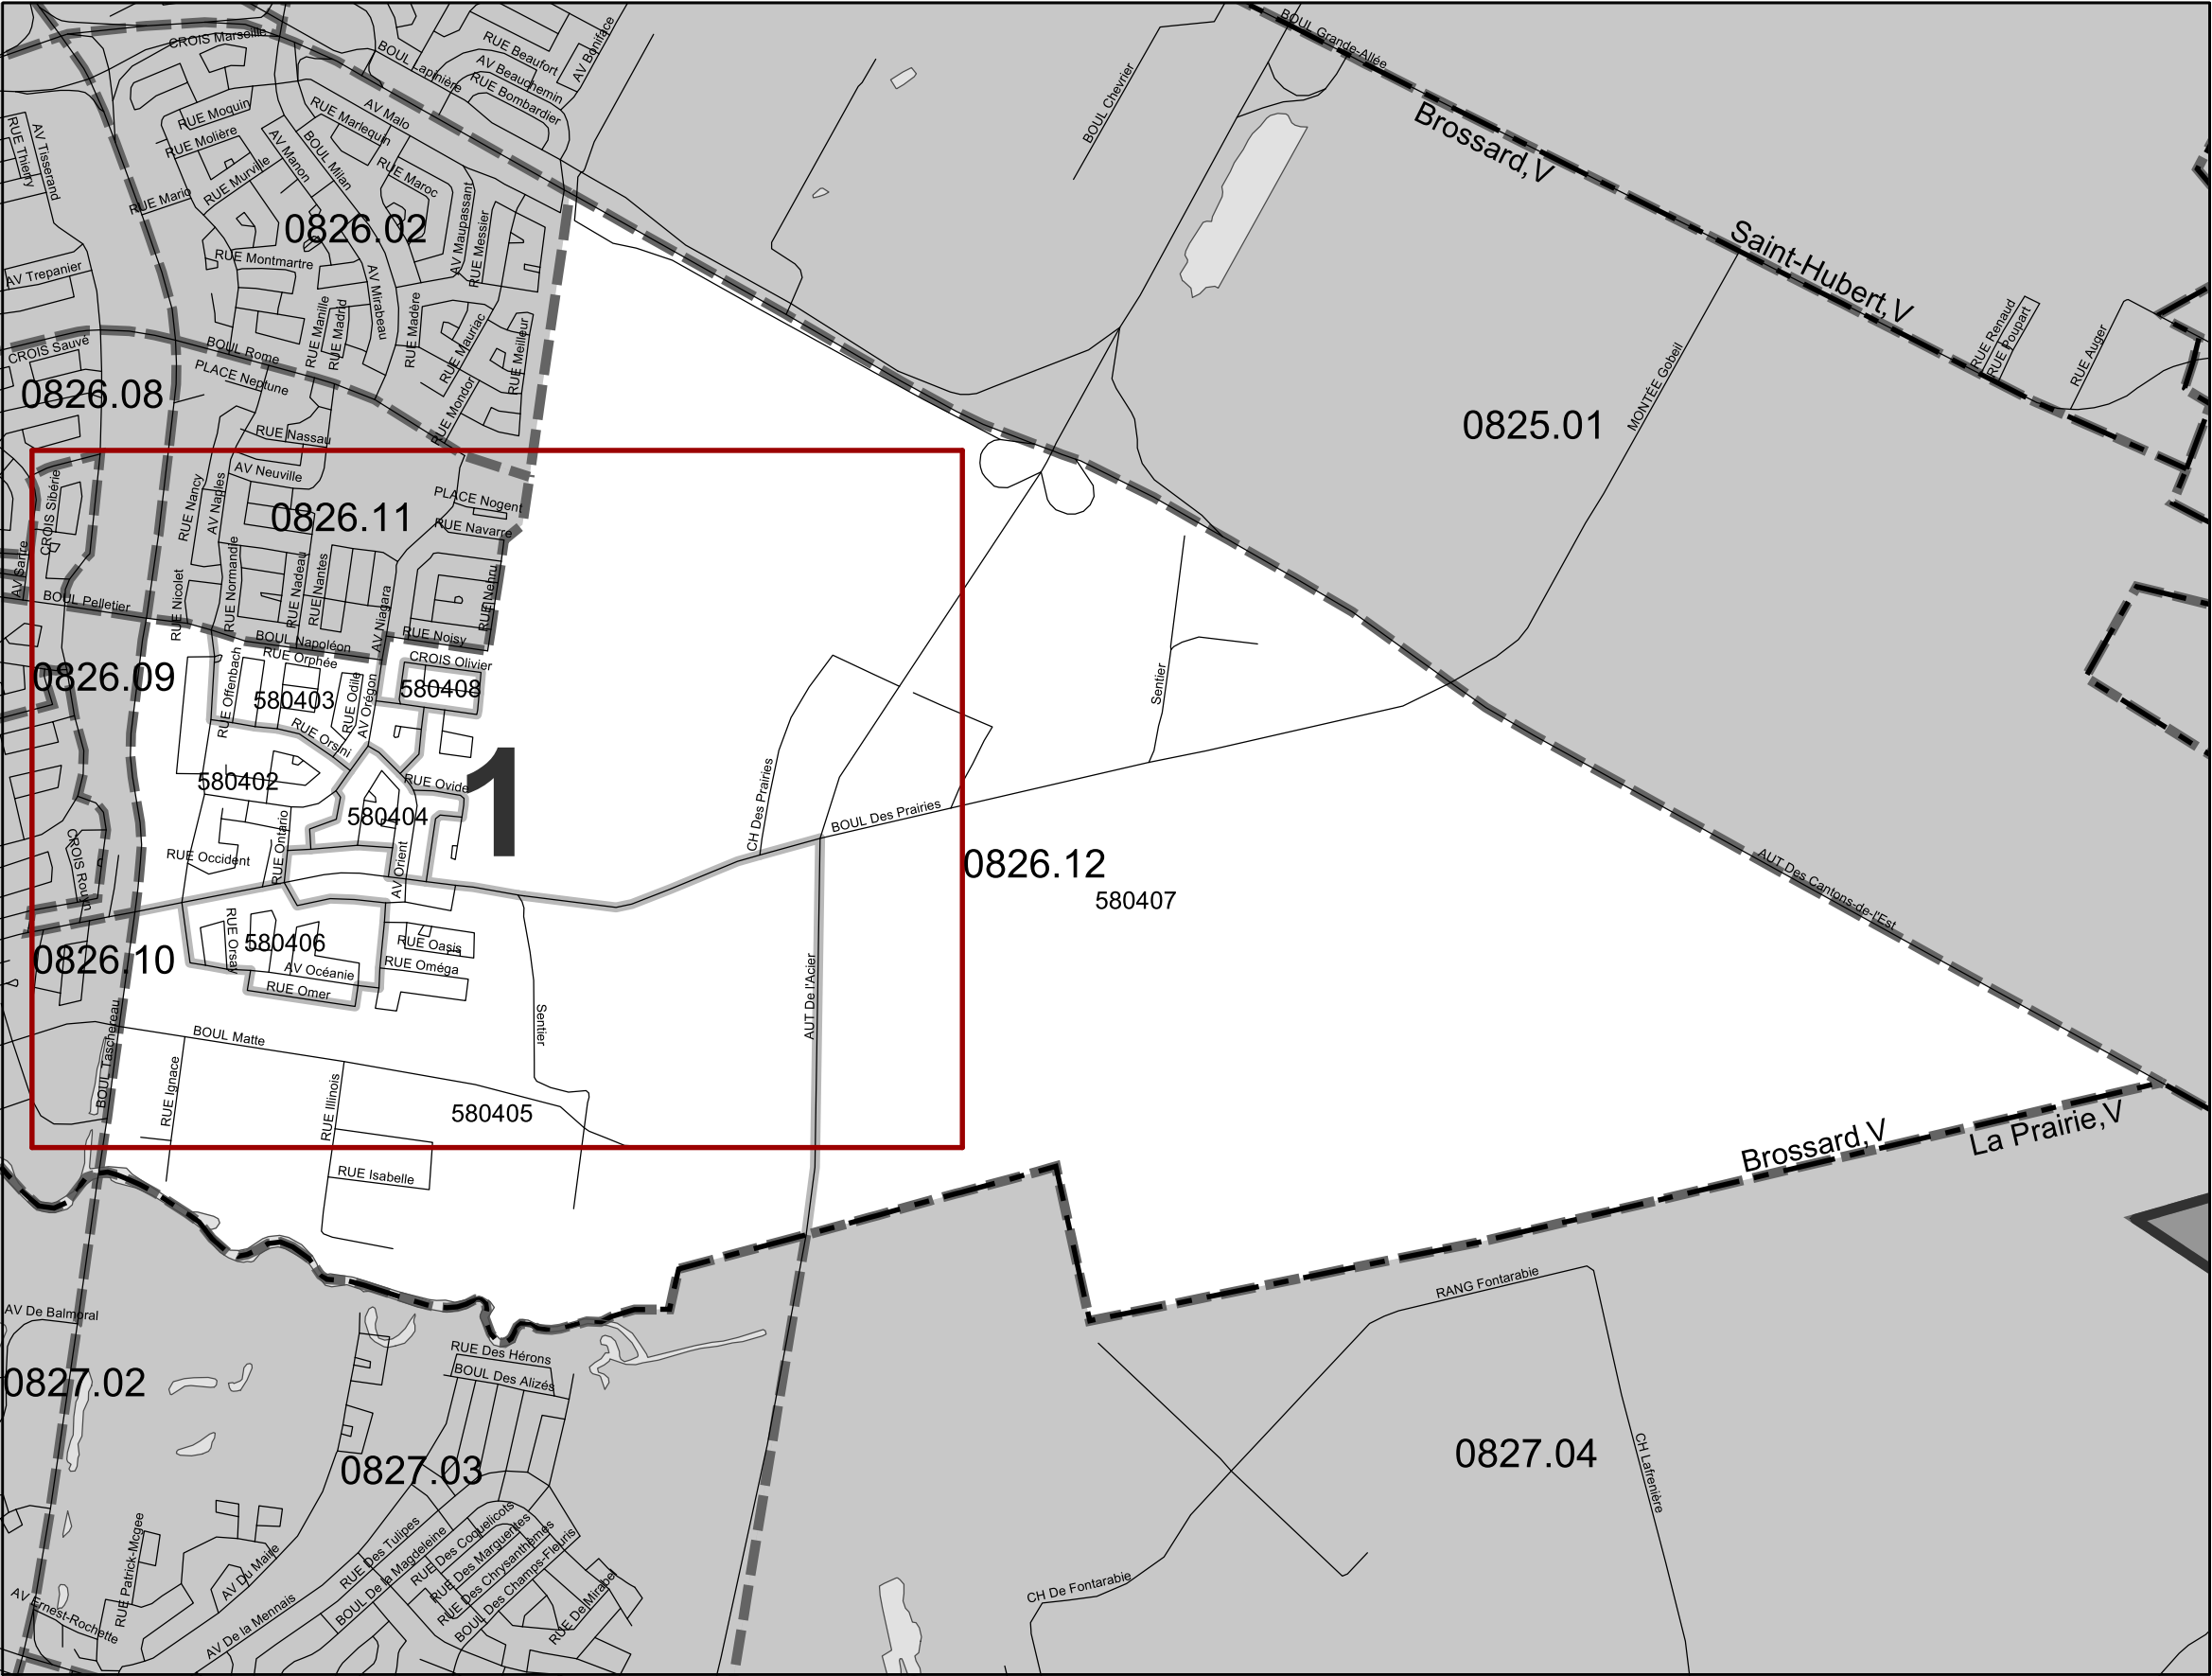 BOUL Grande-Allée
CROIS Marseille
BOUL Lapinière
RUE Beaufort
AV Boniface
AV Beauchemin
RUE Bombardier
BOUL Chevrier
Brossard,V
Saint-Hubert,V
RUE Moquin
RUE Molière
AV Manon
BOUL Milan
RUE Marlequin
AV Malo
RUE Maroc
RUE Thierry
AV Tisserand
RUE Mario
RUE Murville
0826.02
AV Maupassant
RUE Messier
RUE Montmartre
AV Trepanier
RUE Manille
RUE Madrid
AV Mirabeau
RUE Madère
RUE Mauriac
RUE Meilleur
RUE Mondor
CROIS Sauvé
BOUL Rome
PLACE Neptune
0826.08
0825.01
MONTÉE Gobeil
RUE Renaud
RUE Poupart
RUE Auger
RUE Nassau
AV Neuville
RUE Nancy
AV Naples
0826.11
PLACE Nogent
RUE Navarre
CROIS Sibérie
AV Sartre
BOUL Pelletier
RUE Nicolet
RUE Normandie
RUE Nadeau
RUE Nantes
AV Niagara
RUE Nehru
BOUL Napoléon
RUE Noisy
RUE Orphée
CROIS Olivier
0826.09
RUE Offenbach
580403
RUE Odile
AV Orégon
580408
RUE Orsini
580402
RUE Ovide
580404
1
CH Des Prairies
BOUL Des Prairies
Sentier
CROIS Rouyn
RUE Occident
RUE Ontario
AV Orient
0826.12
580407
AUT Des Cantons-de-l'Est
0826.10
RUE Orsay
580406
RUE Oasis
RUE Oméga
AV Océanie
RUE Omer
Sentier
AUT De l'Acier
BOUL Taschereau
BOUL Matte
RUE Ignace
RUE Illinois
580405
RUE Isabelle
Brossard,V
La Prairie,V
AV De Balmoral
RANG Fontarabie
RUE Des Hérons
BOUL Des Alizés
0827.02
0827.03
0827.04
CH Lafrenière
RUE Patrick-Mcgee
AV Du Maire
AV Ernest-Rochette
AV De la Mennais
RUE Des Tulipes
BOUL De la Magdeleine
RUE Des Coquelicots
RUE Des Marguerites
RUE Des Chrysanthèmes
BOUL Des Champs-Fleuris
RUE De Mirabel
CH De Fontarabie